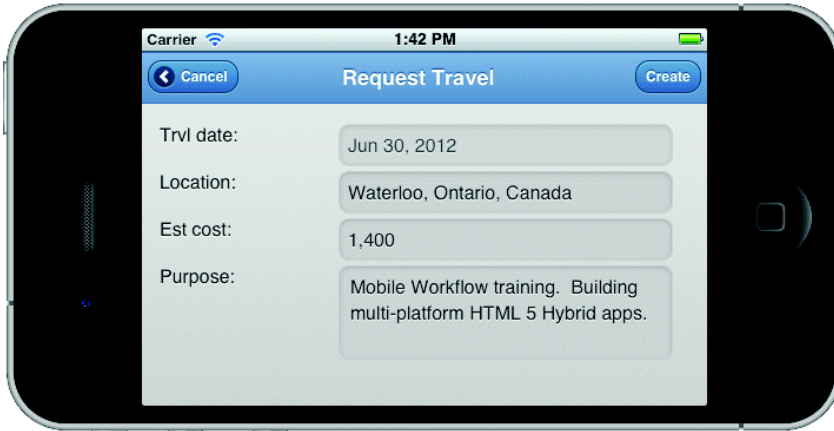 Carrier 1:42 PM
Cancel Request Travel Create
Trvl date: Jun 30, 2012
Location: Waterloo, Ontario, Canada
Est cost: 1,400
Purpose: Mobile Workflow training.  Building
multi-platform HTML 5 Hybrid apps.